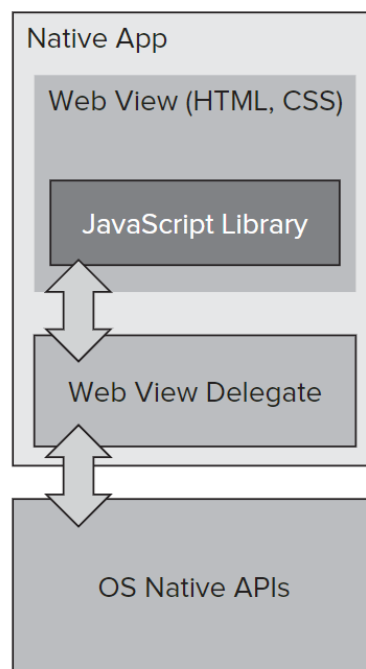 Native App
Web View (HTML, CSS)
JavaScript Library
Web View Delegate
OS Native APIs